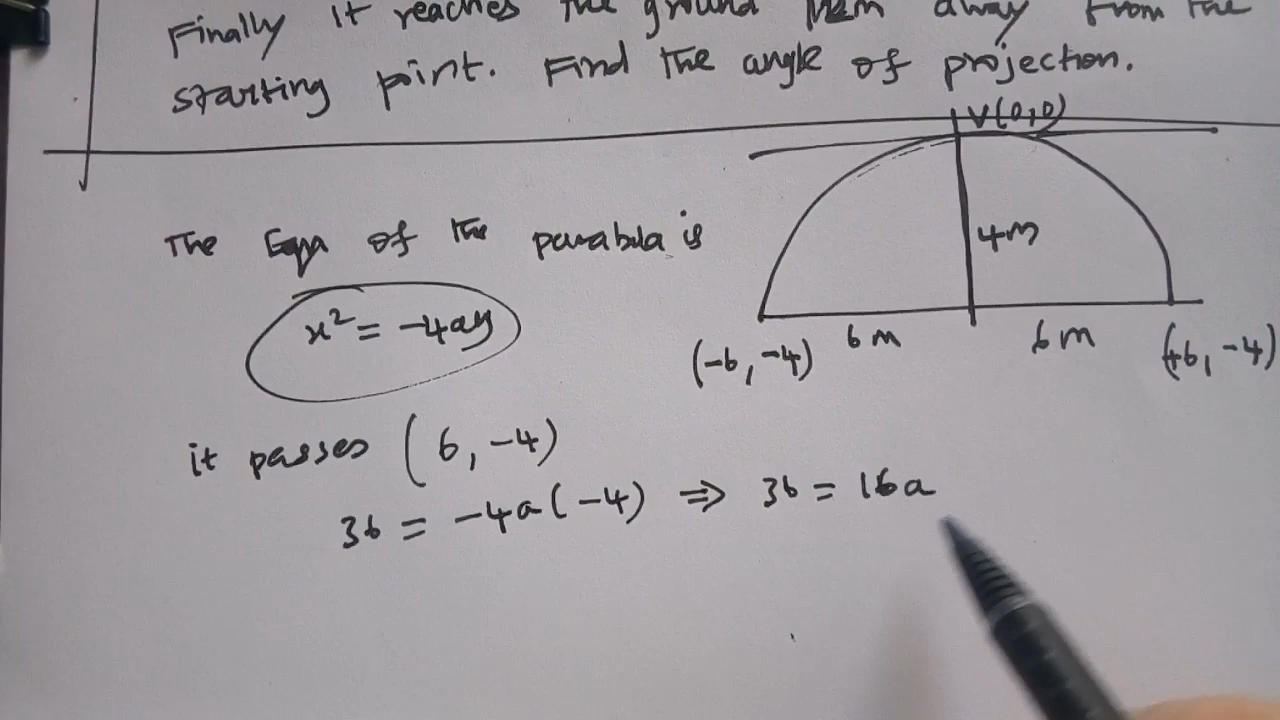 Finally it reaches the ground 12m away from the
starting point. Find the angle of projection.
V(0,0)
The Eqn of the parabola is
4m
x² = -4ay
6m 6m
(-6, -4) (+6, -4)
it passes (6, -4)
36 = -4a(-4) ⇒ 36 = 16a